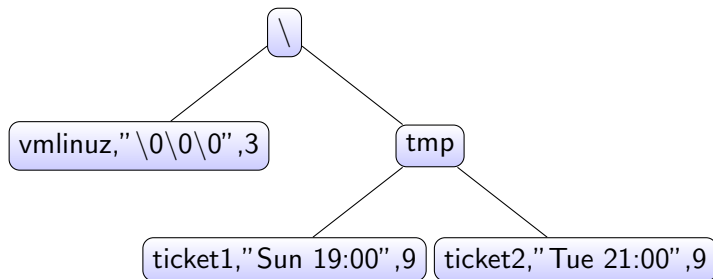 \
vmlinuz,"\0\0\0",3
tmp
ticket1,"Sun 19:00",9
ticket2,"Tue 21:00",9